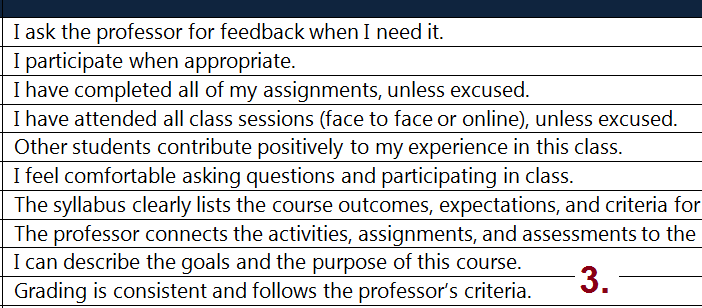 I ask the professor for feedback when I need it.
I participate when appropriate.
I have completed all of my assignments, unless excused.
I have attended all class sessions (face to face or online), unless excused.
Other students contribute positively to my experience in this class.
I feel comfortable asking questions and participating in class.
The syllabus clearly lists the course outcomes, expectations, and criteria for
The professor connects the activities, assignments, and assessments to the
I can describe the goals and the purpose of this course.
Grading is consistent and follows the professor's criteria.
3.